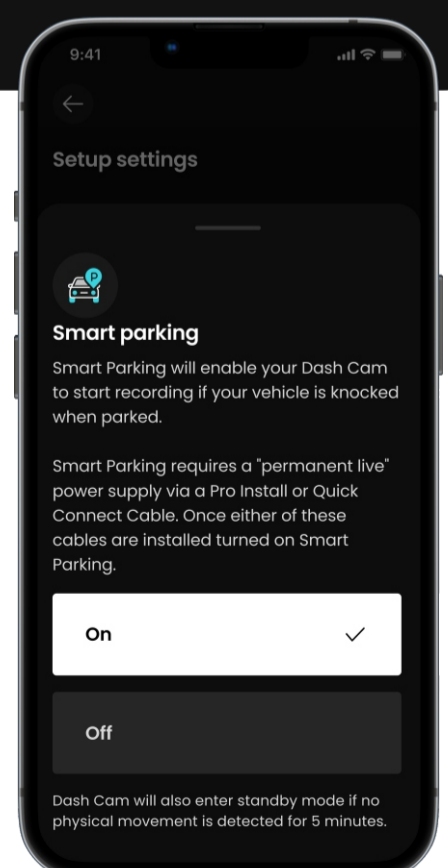 9:41
Setup settings
P
Smart parking
Smart Parking will enable your Dash Cam
to start recording if your vehicle is knocked
when parked.
Smart Parking requires a "permanent live"
power supply via a Pro Install or Quick
Connect Cable. Once either of these
cables are installed turned on Smart
Parking.
On
Off
Dash Cam will also enter standby mode if no
physical movement is detected for 5 minutes.